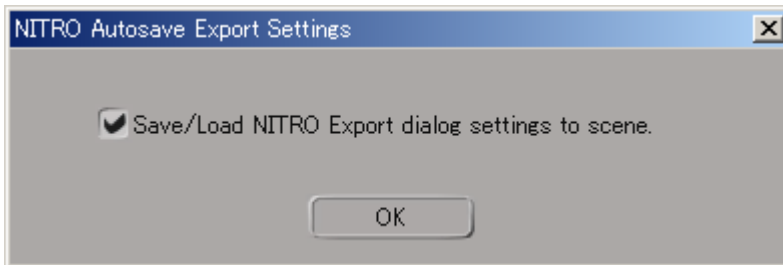 NITRO Autosave Export Settings
Save/Load NITRO Export dialog settings to scene.
OK